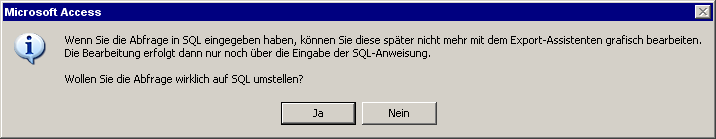 Microsoft Access
Wenn Sie die Abfrage in SQL eingegeben haben, können Sie diese später nicht mehr mit dem Export-Assistenten grafisch bearbeiten.
Die Bearbeitung erfolgt dann nur noch über die Eingabe der SQL-Anweisung.
Wollen Sie die Abfrage wirklich auf SQL umstellen?
Ja
Nein